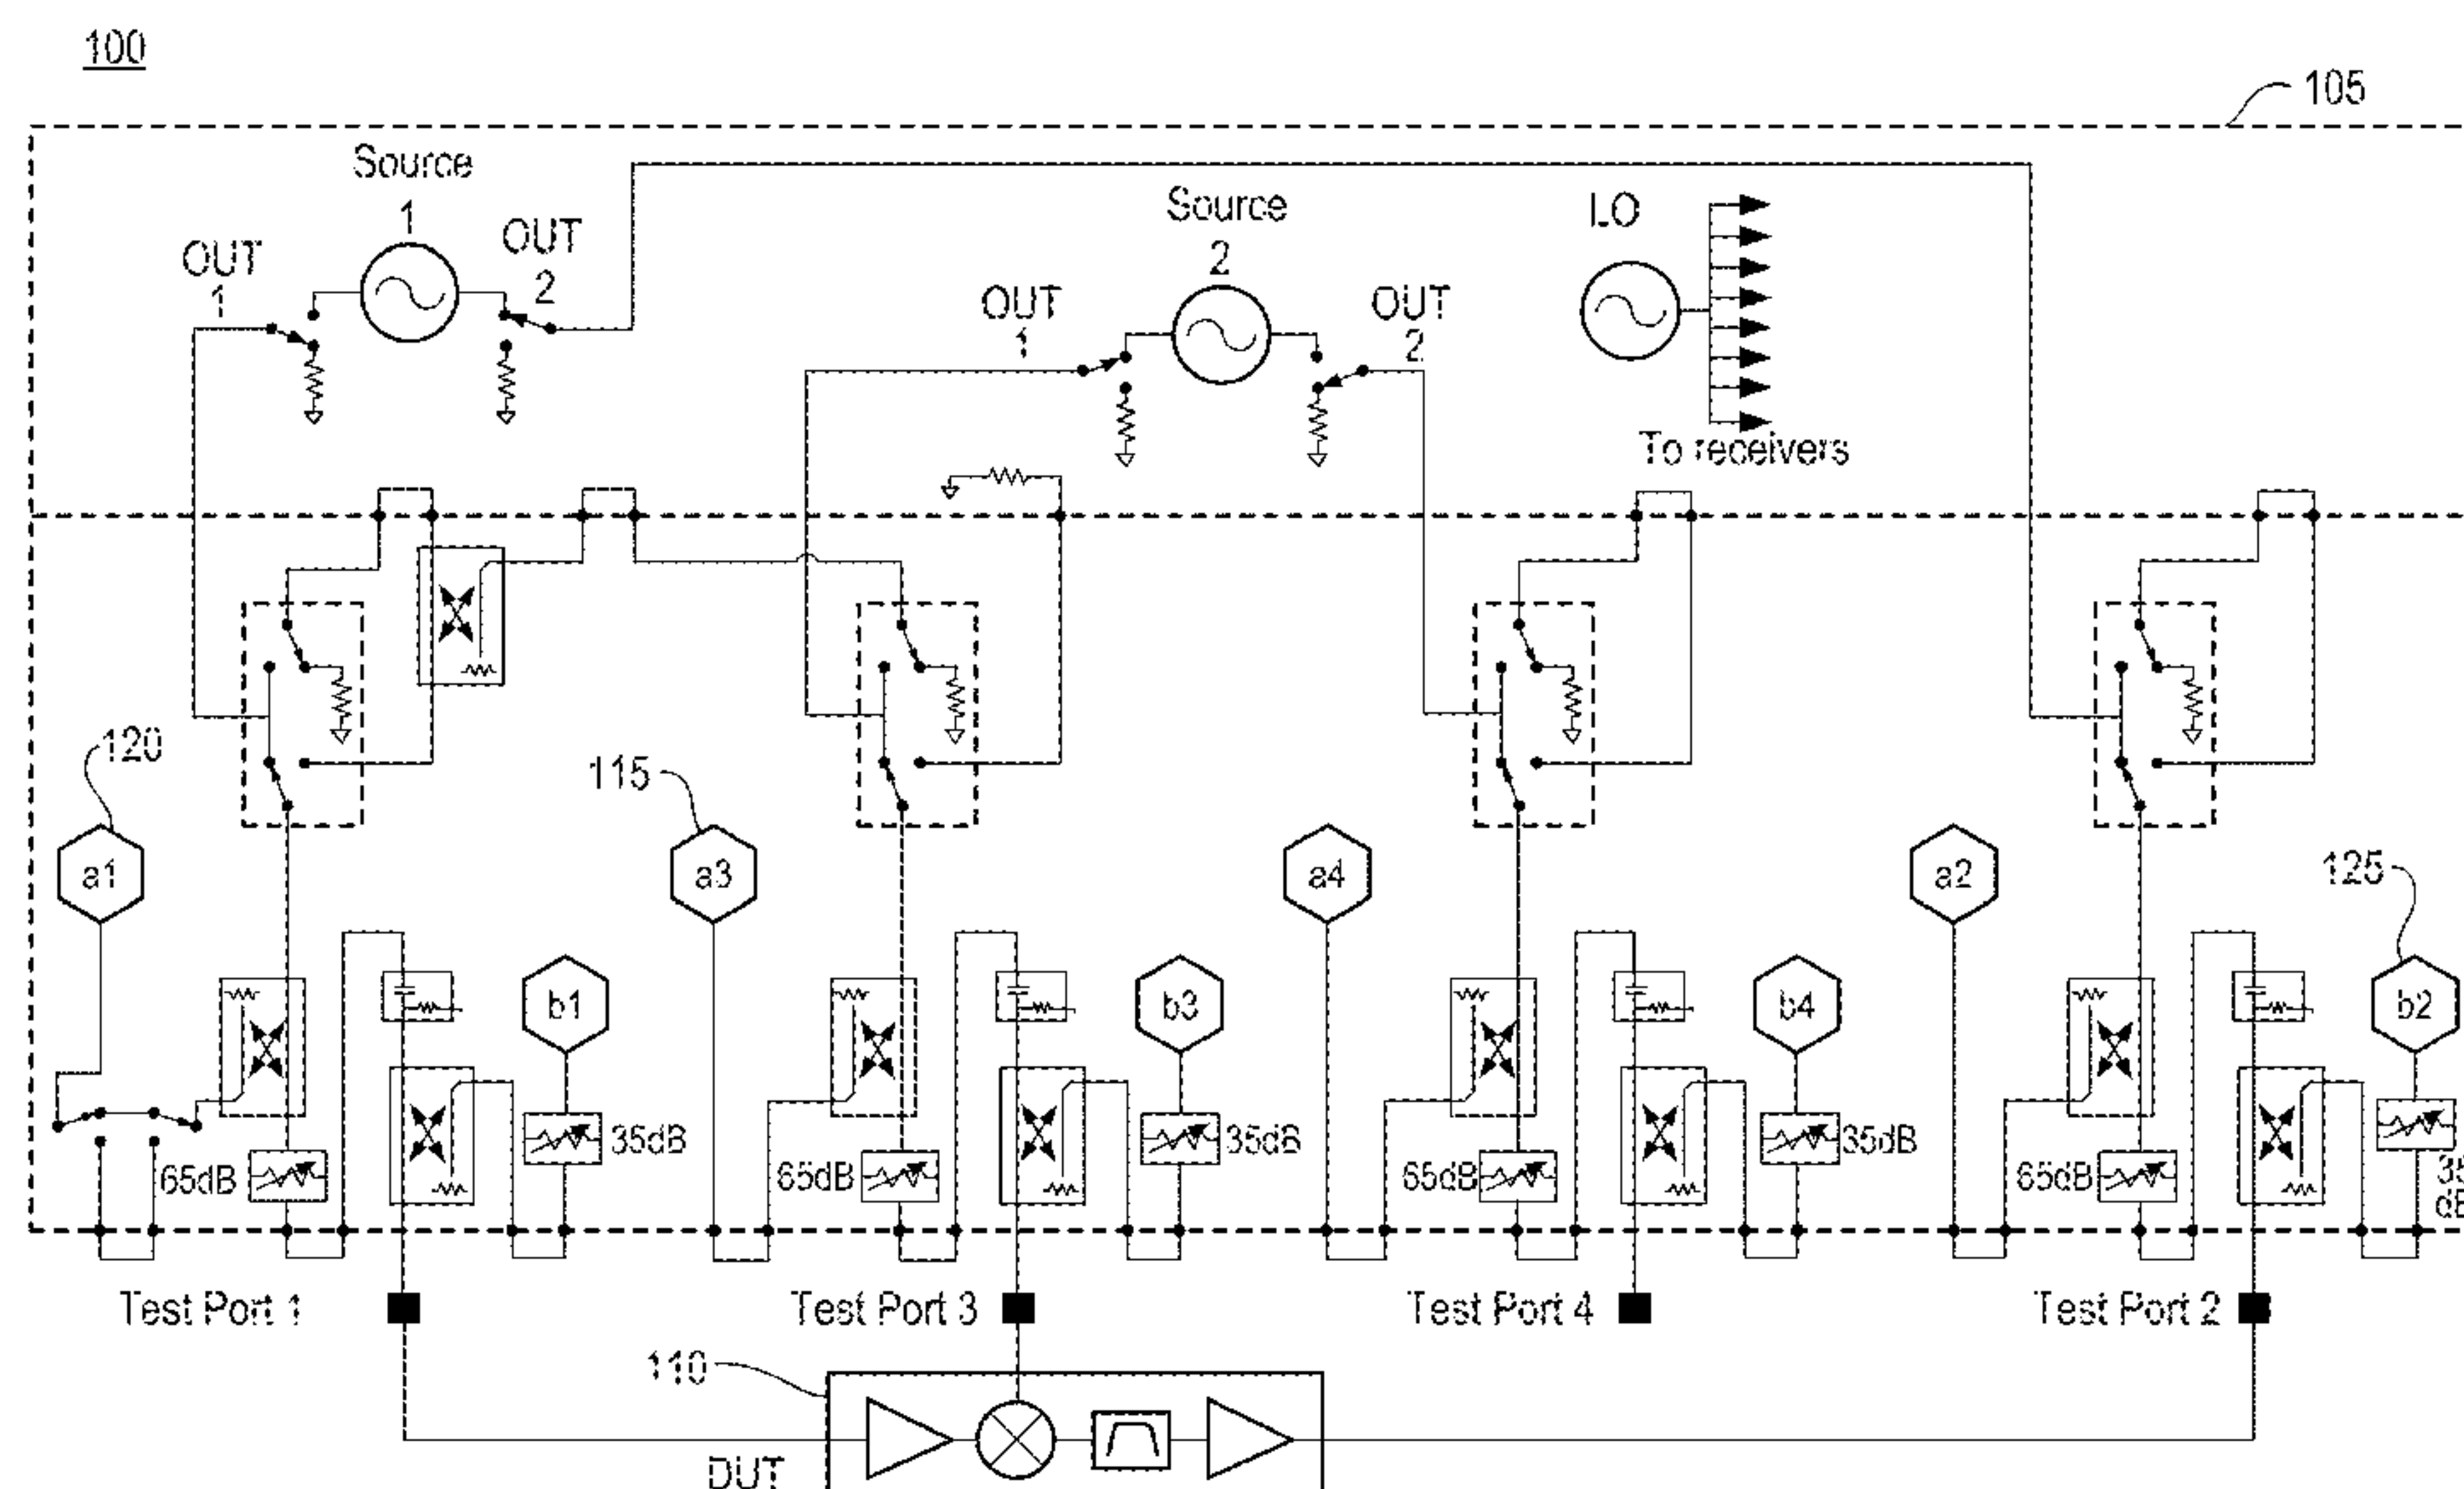 100
105
Source
1
OUT
1
OUT
2
Source
2
OUT
1
OUT
2
LO
To receivers
120
115
125
a1
a3
a4
a2
b1
b3
b4
b2
65dB
35dB
65dB
35dB
65dB
35dB
65dB
35
Test Port 1
Test Port 3
Test Port 4
Test Port 2
110
DUT